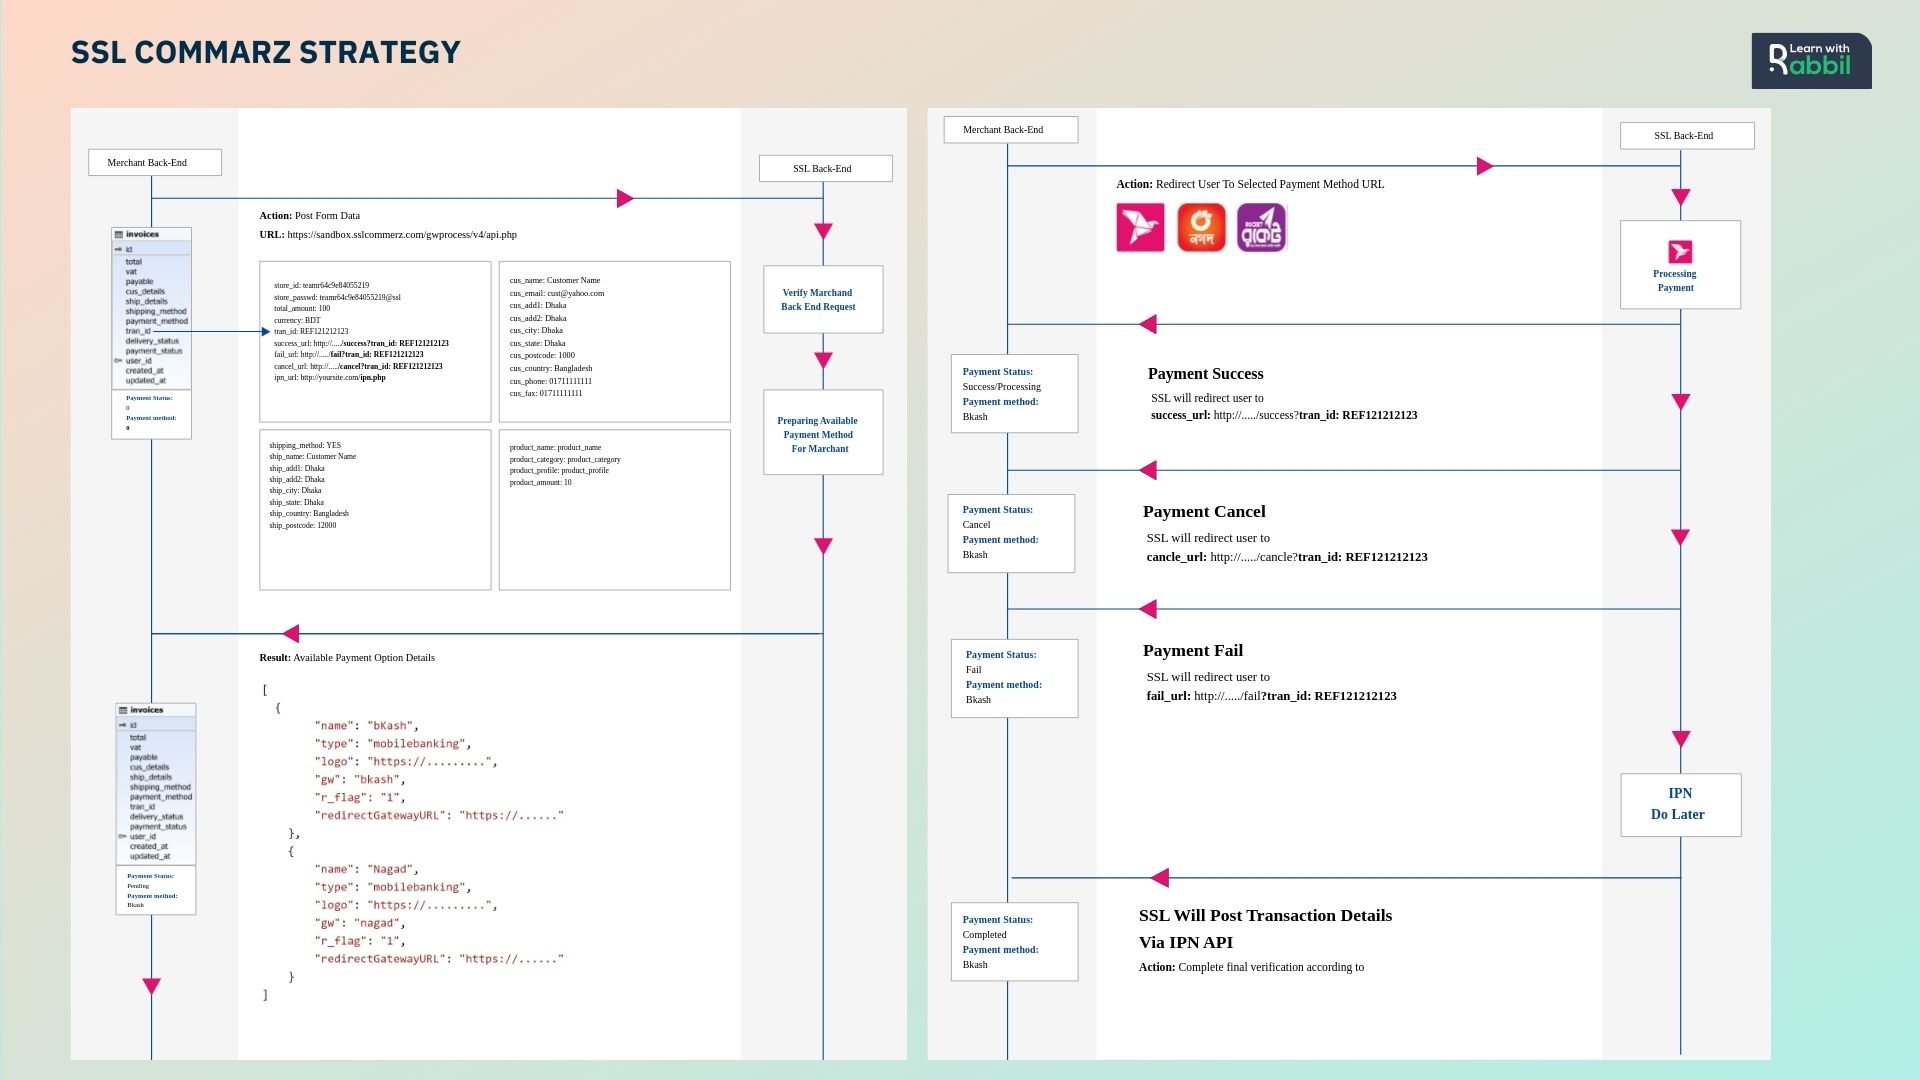 SSL COMMARZ STRATEGY
Learn with
Rabbil
Merchant Back-End
SSL Back-End
Action: Post Form Data
URL: https://sandbox.sslcommerz.com/gwprocess/v4/api.php
invoices
id
total
vat
payable
cus_details
ship_details
shipping_method
payment_method
tran_id
delivery_status
payment_status
user_id
created_at
updated_at
Payment Status:
0
Payment method:
0
store_id: teamr64c9e84055219
store_passwd: teamr64c9e84055219@ssl
total_amount: 100
currency: BDT
tran_id: REF121212123
success_url: http://...../success?tran_id: REF121212123
fail_url: http://...../fail?tran_id: REF121212123
cancel_url: http://...../cancel?tran_id: REF121212123
ipn_url: http://yoursite.com/ipn.php
cus_name: Customer Name
cus_email: cust@yahoo.com
cus_add1: Dhaka
cus_add2: Dhaka
cus_city: Dhaka
cus_state: Dhaka
cus_postcode: 1000
cus_country: Bangladesh
cus_phone: 01711111111
cus_fax: 01711111111
shipping_method: YES
ship_name: Customer Name
ship_add1: Dhaka
ship_add2: Dhaka
ship_city: Dhaka
ship_state: Dhaka
ship_country: Bangladesh
ship_postcode: 12000
product_name: product_name
product_category: product_category
product_profile: product_profile
product_amount: 10
Verify Marchand
Back End Request
Preparing Available
Payment Method
For Marchant
Result: Available Payment Option Details
[
{
"name": "bKash",
"type": "mobilebanking",
"logo": "https://.........",
"gw": "bkash",
"r_flag": "1",
"redirectGatewayURL": "https://......"
},
{
"name": "Nagad",
"type": "mobilebanking",
"logo": "https://.........",
"gw": "nagad",
"r_flag": "1",
"redirectGatewayURL": "https://......"
}
]
invoices
id
total
vat
payable
cus_details
ship_details
shipping_method
payment_method
tran_id
delivery_status
payment_status
user_id
created_at
updated_at
Payment Status:
Pending
Payment method:
Bkash
Merchant Back-End
SSL Back-End
Action: Redirect User To Selected Payment Method URL
নগদ
ROCKET
রকেট
Processing
Payment
Payment Status:
Success/Processing
Payment method:
Bkash
Payment Success
SSL will redirect user to
success_url: http://...../success?tran_id: REF121212123
Payment Status:
Cancel
Payment method:
Bkash
Payment Cancel
SSL will redirect user to
cancle_url: http://...../cancle?tran_id: REF121212123
Payment Status:
Fail
Payment method:
Bkash
Payment Fail
SSL will redirect user to
fail_url: http://...../fail?tran_id: REF121212123
IPN
Do Later
Payment Status:
Completed
Payment method:
Bkash
SSL Will Post Transaction Details
Via IPN API
Action: Complete final verification according to